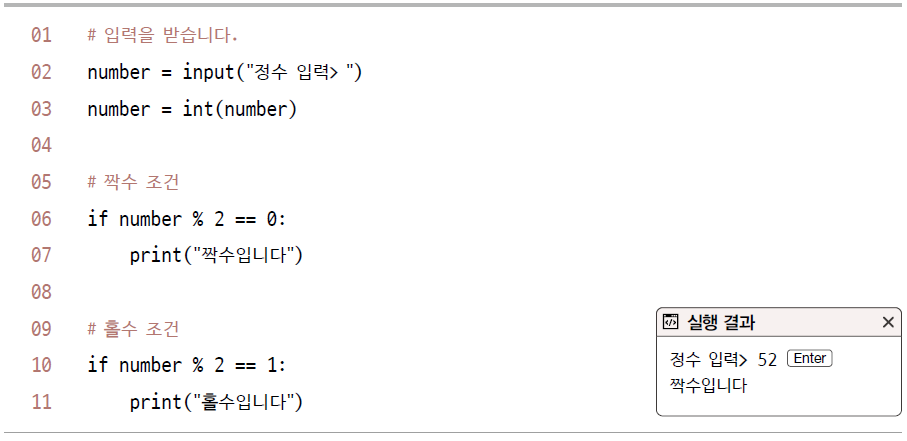 01 # 입력을 받습니다.
02 number = input("정수 입력> ")
03 number = int(number)
04
05 # 짝수 조건
06 if number % 2 == 0:
07     print("짝수입니다")
08
09 # 홀수 조건
10 if number % 2 == 1:
11     print("홀수입니다")
실행 결과
정수 입력> 52 Enter
짝수입니다